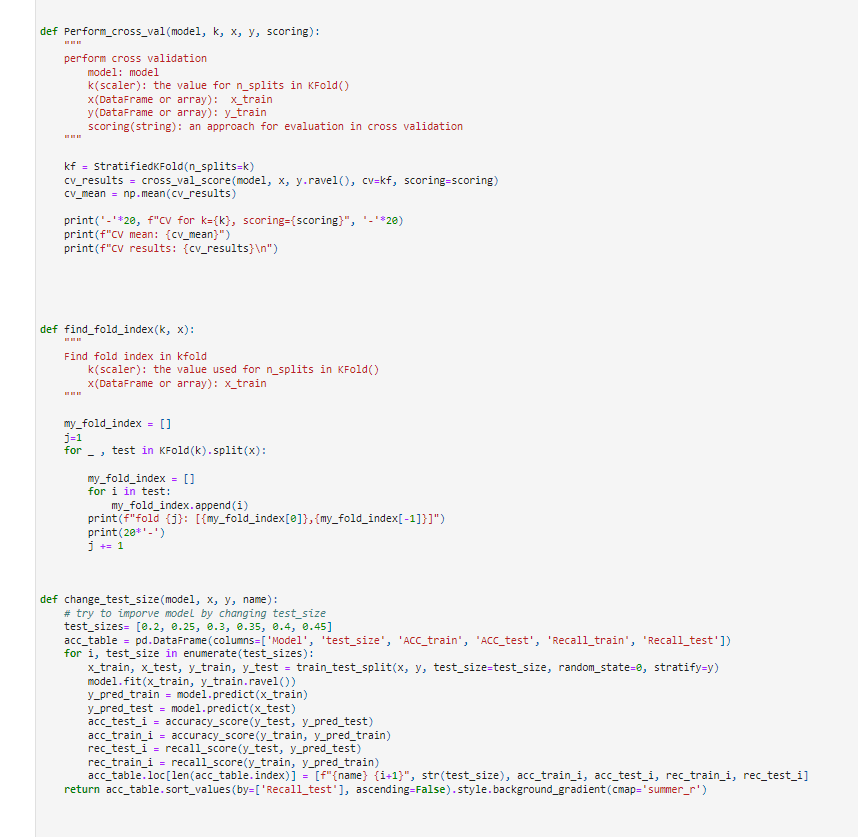 def Perform_cross_val(model, k, x, y, scoring):
    """
    perform cross validation
        model: model
        k(scaler): the value for n_splits in KFold()
        x(DataFrame or array):  x_train
        y(DataFrame or array): y_train
        scoring(string): an approach for evaluation in cross validation
    """
    kf = StratifiedKFold(n_splits=k)
    cv_results = cross_val_score(model, x, y.ravel(), cv=kf, scoring=scoring)
    cv_mean = np.mean(cv_results)
    print('-'*20, f"CV for k={k}, scoring={scoring}", '-'*20)
    print(f"CV mean: {cv_mean}")
    print(f"CV results: {cv_results}\n")
def find_fold_index(k, x):
    """
    Find fold index in kfold
        k(scaler): the value used for n_splits in KFold()
        x(DataFrame or array): x_train
    """
    my_fold_index = []
    j=1
    for _ , test in KFold(k).split(x):
        my_fold_index = []
        for i in test:
            my_fold_index.append(i)
        print(f"fold {j}: [{my_fold_index[0]},{my_fold_index[-1]}]")
        print(20*'-')
        j += 1
def change_test_size(model, x, y, name):
    # try to imporve model by changing test_size
    test_sizes= [0.2, 0.25, 0.3, 0.35, 0.4, 0.45]
    acc_table = pd.DataFrame(columns=['Model', 'test_size', 'ACC_train', 'ACC_test', 'Recall_train', 'Recall_test'])
    for i, test_size in enumerate(test_sizes):
        x_train, x_test, y_train, y_test = train_test_split(x, y, test_size=test_size, random_state=0, stratify=y)
        model.fit(x_train, y_train.ravel())
        y_pred_train = model.predict(x_train)
        y_pred_test = model.predict(x_test)
        acc_test_i = accuracy_score(y_test, y_pred_test)
        acc_train_i = accuracy_score(y_train, y_pred_train)
        rec_test_i = recall_score(y_test, y_pred_test)
        rec_train_i = recall_score(y_train, y_pred_train)
        acc_table.loc[len(acc_table.index)] = [f"{name} {i+1}", str(test_size), acc_train_i, acc_test_i, rec_train_i, rec_test_i]
    return acc_table.sort_values(by=['Recall_test'], ascending=False).style.background_gradient(cmap='summer_r')